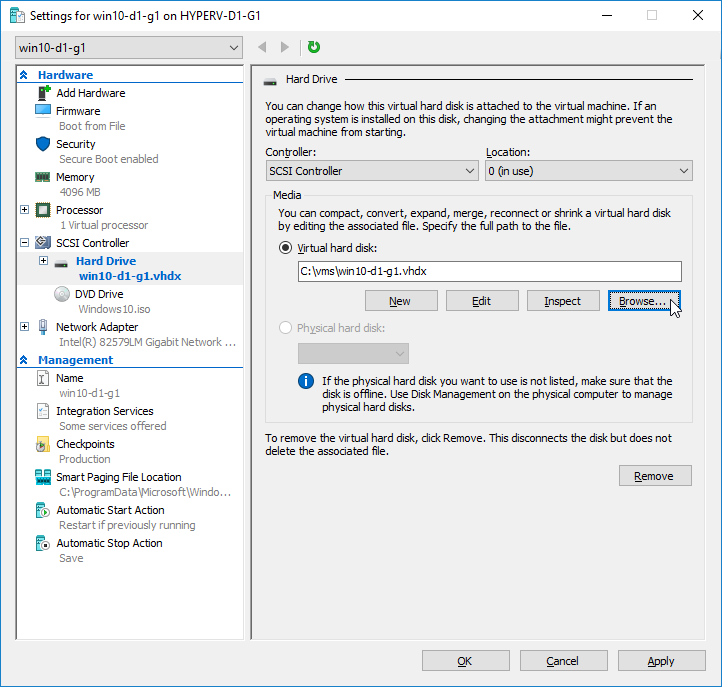 Settings for win10-d1-g1 on HYPERV-D1-G1
win10-d1-g1
Hardware
Add Hardware
Firmware
Boot from File
Security
Secure Boot enabled
Memory
4096 MB
Processor
1 Virtual processor
SCSI Controller
Hard Drive
win10-d1-g1.vhdx
DVD Drive
Windows10.iso
Network Adapter
Intel(R) 82579LM Gigabit Network ...
Management
Name
win10-d1-g1
Integration Services
Some services offered
Checkpoints
Production
Smart Paging File Location
C:\ProgramData\Microsoft\Windo...
Automatic Start Action
Restart if previously running
Automatic Stop Action
Save
Hard Drive
You can change how this virtual hard disk is attached to the virtual machine. If an
operating system is installed on this disk, changing the attachment might prevent the
virtual machine from starting.
Controller: Location:
SCSI Controller 0 (in use)
Media
You can compact, convert, expand, merge, reconnect or shrink a virtual hard disk
by editing the associated file. Specify the full path to the file.
Virtual hard disk:
C:\vms\win10-d1-g1.vhdx
New Edit Inspect Browse...
Physical hard disk:
If the physical hard disk you want to use is not listed, make sure that the
disk is offline. Use Disk Management on the physical computer to manage
physical hard disks.
To remove the virtual hard disk, click Remove. This disconnects the disk but does not
delete the associated file.
Remove
OK Cancel Apply